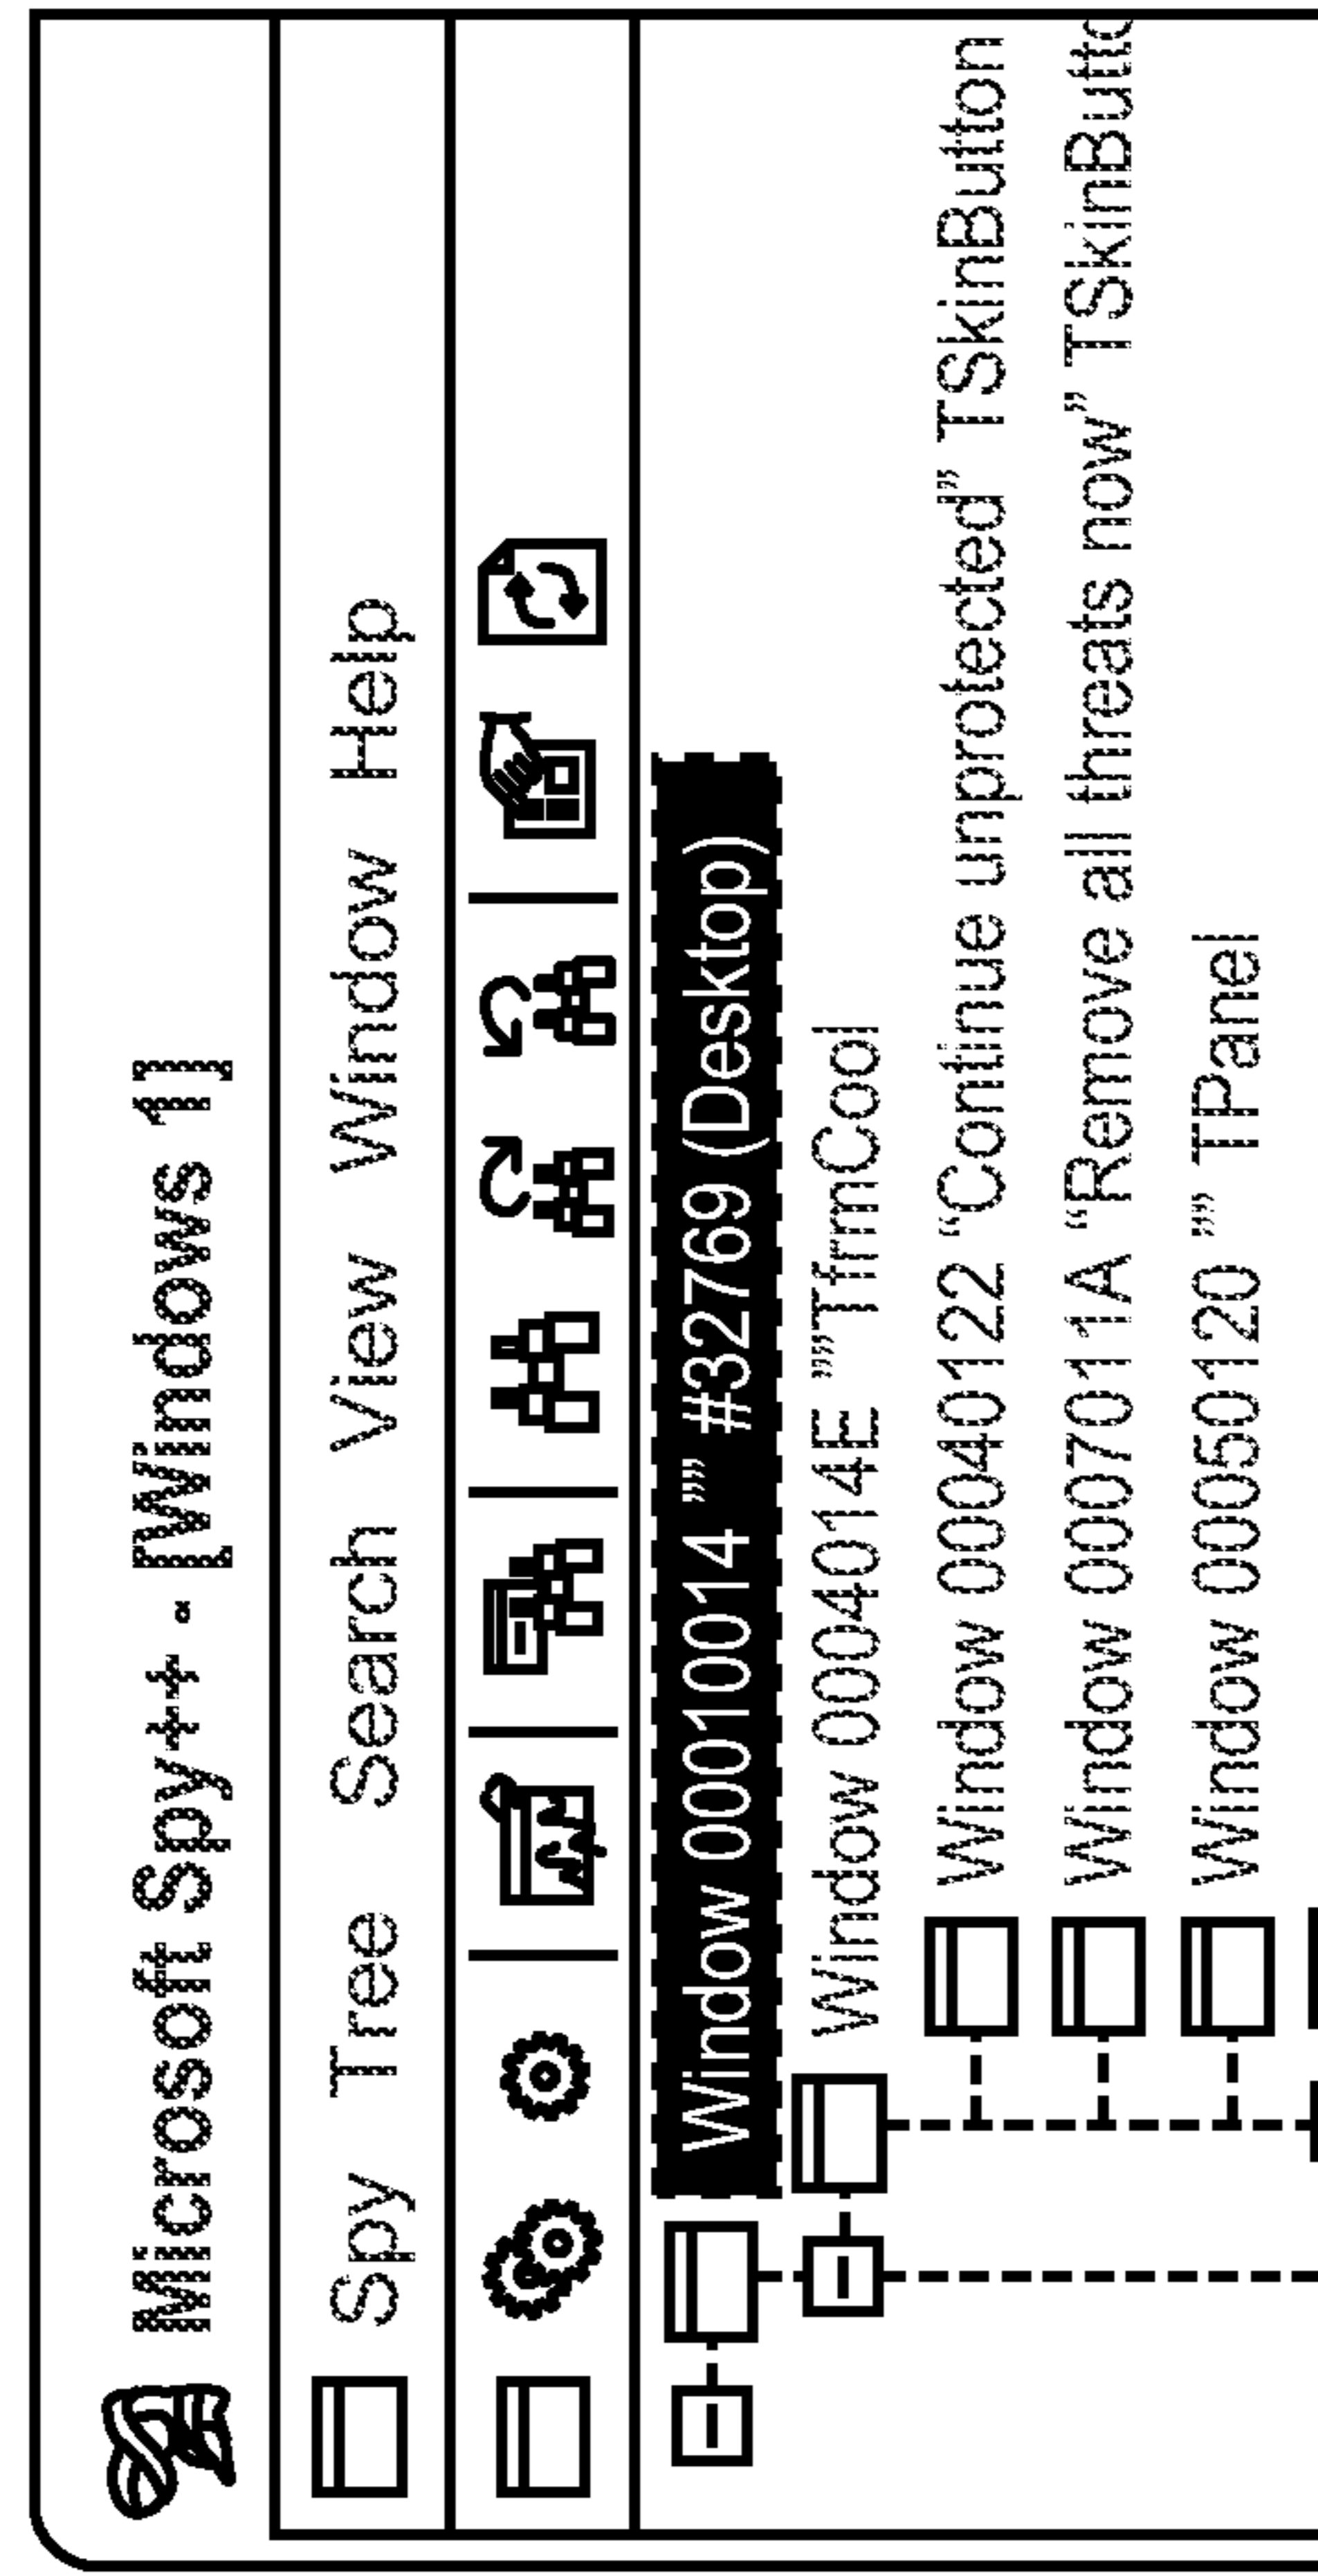 Microsoft Spy++ - [Windows 1]
Spy Tree Search View Window Help
Window 00010014 ”” #32769 (Desktop)
Window 0004014E ””TfrmCool
Window 00040122 “Continue unprotected” TSkinButton
Window 0007011A “Remove all threats now” TSkinButto
Window 00050120 ”” TPanel